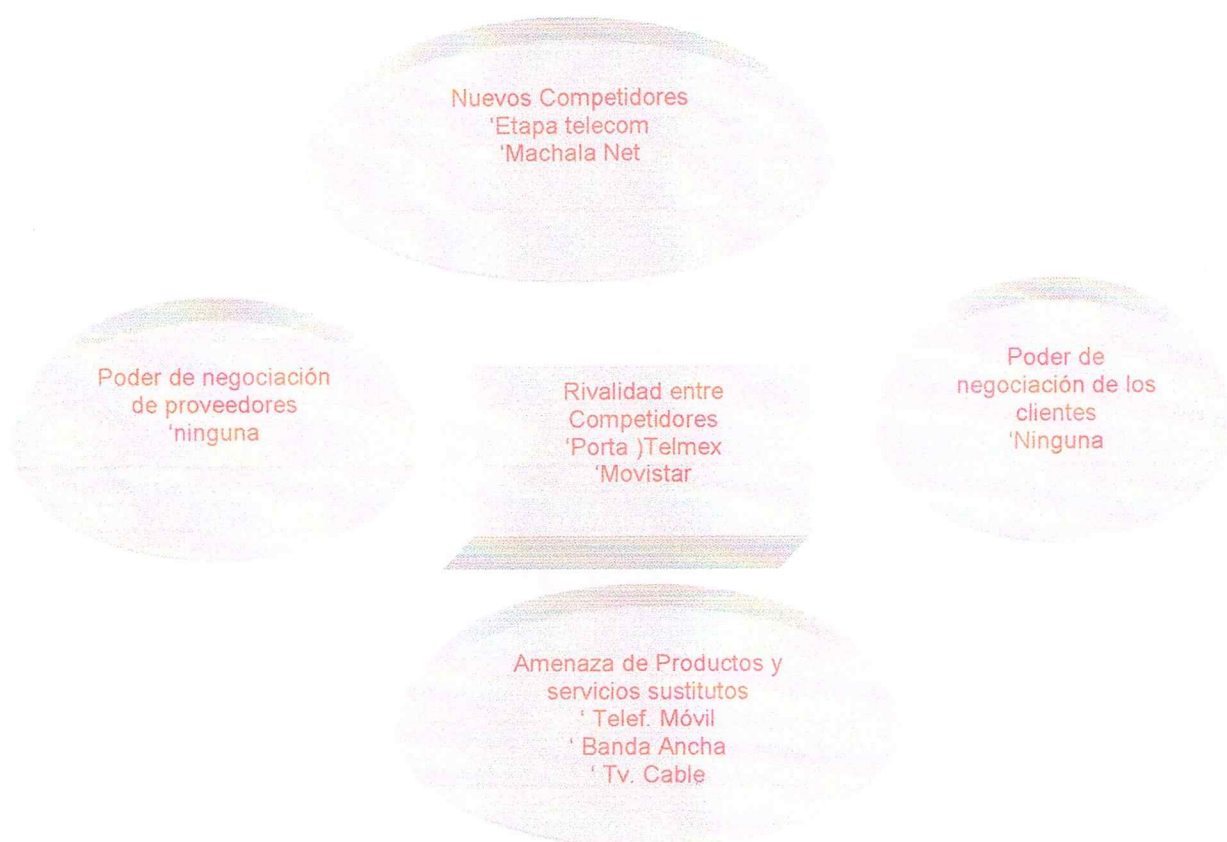 Nuevos Competidores
‘Etapa telecom
‘Machala Net
Poder de negociación
de proveedores
‘ninguna
Rivalidad entre
Competidores
‘Porta )Telmex
‘Movistar
Poder de
negociación de los
clientes
‘Ninguna
Amenaza de Productos y
servicios sustitutos
‘ Telef. Móvil
‘ Banda Ancha
‘ Tv. Cable